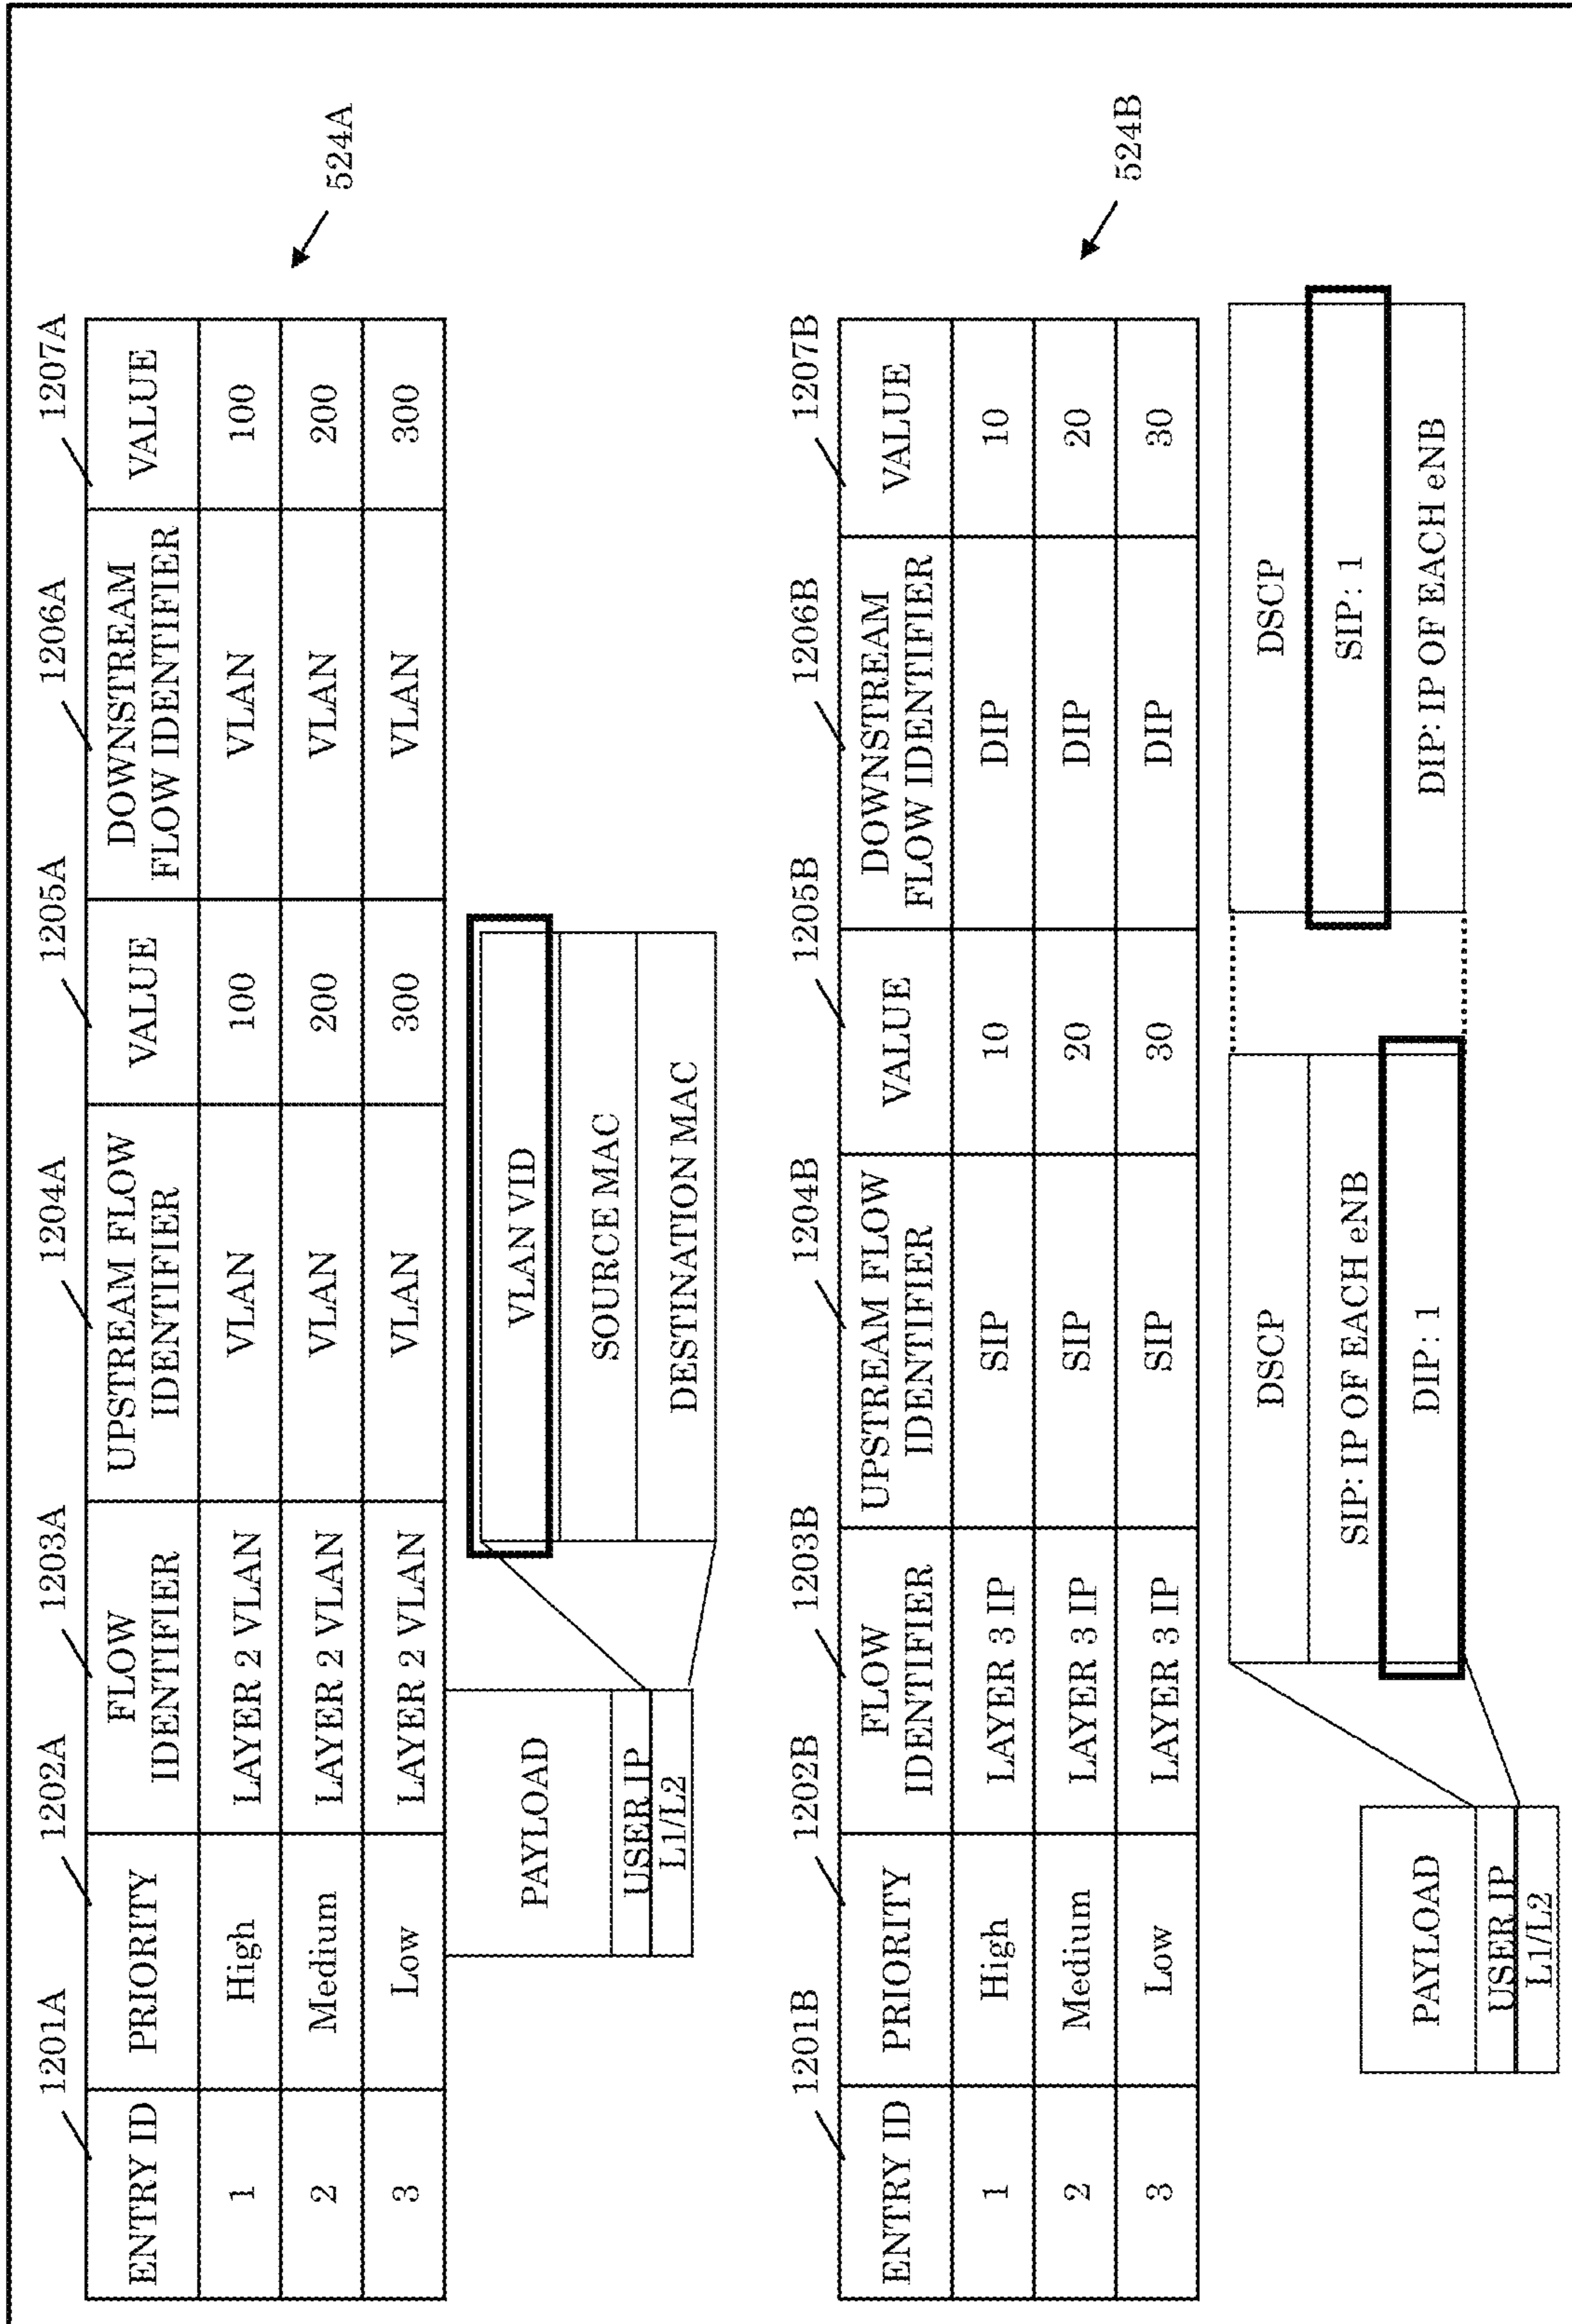 1201A 1202A 1203A 1204A 1205A 1206A 1207A
ENTRY ID PRIORITY FLOW IDENTIFIER UPSTREAM FLOW IDENTIFIER VALUE DOWNSTREAM FLOW IDENTIFIER VALUE
1 High LAYER 2 VLAN VLAN 100 VLAN 100
2 Medium LAYER 2 VLAN VLAN 200 VLAN 200
3 Low LAYER 2 VLAN VLAN 300 VLAN 300
524A
PAYLOAD
USER IP
L1/L2
VLAN VID
SOURCE MAC
DESTINATION MAC
1201B 1202B 1203B 1204B 1205B 1206B 1207B
ENTRY ID PRIORITY FLOW IDENTIFIER UPSTREAM FLOW IDENTIFIER VALUE DOWNSTREAM FLOW IDENTIFIER VALUE
1 High LAYER 3 IP SIP 10 DIP 10
2 Medium LAYER 3 IP SIP 20 DIP 20
3 Low LAYER 3 IP SIP 30 DIP 30
524B
PAYLOAD
USER IP
L1/L2
DSCP
SIP: IP OF EACH eNB
DIP: 1
DSCP
SIP: 1
DIP: IP OF EACH eNB